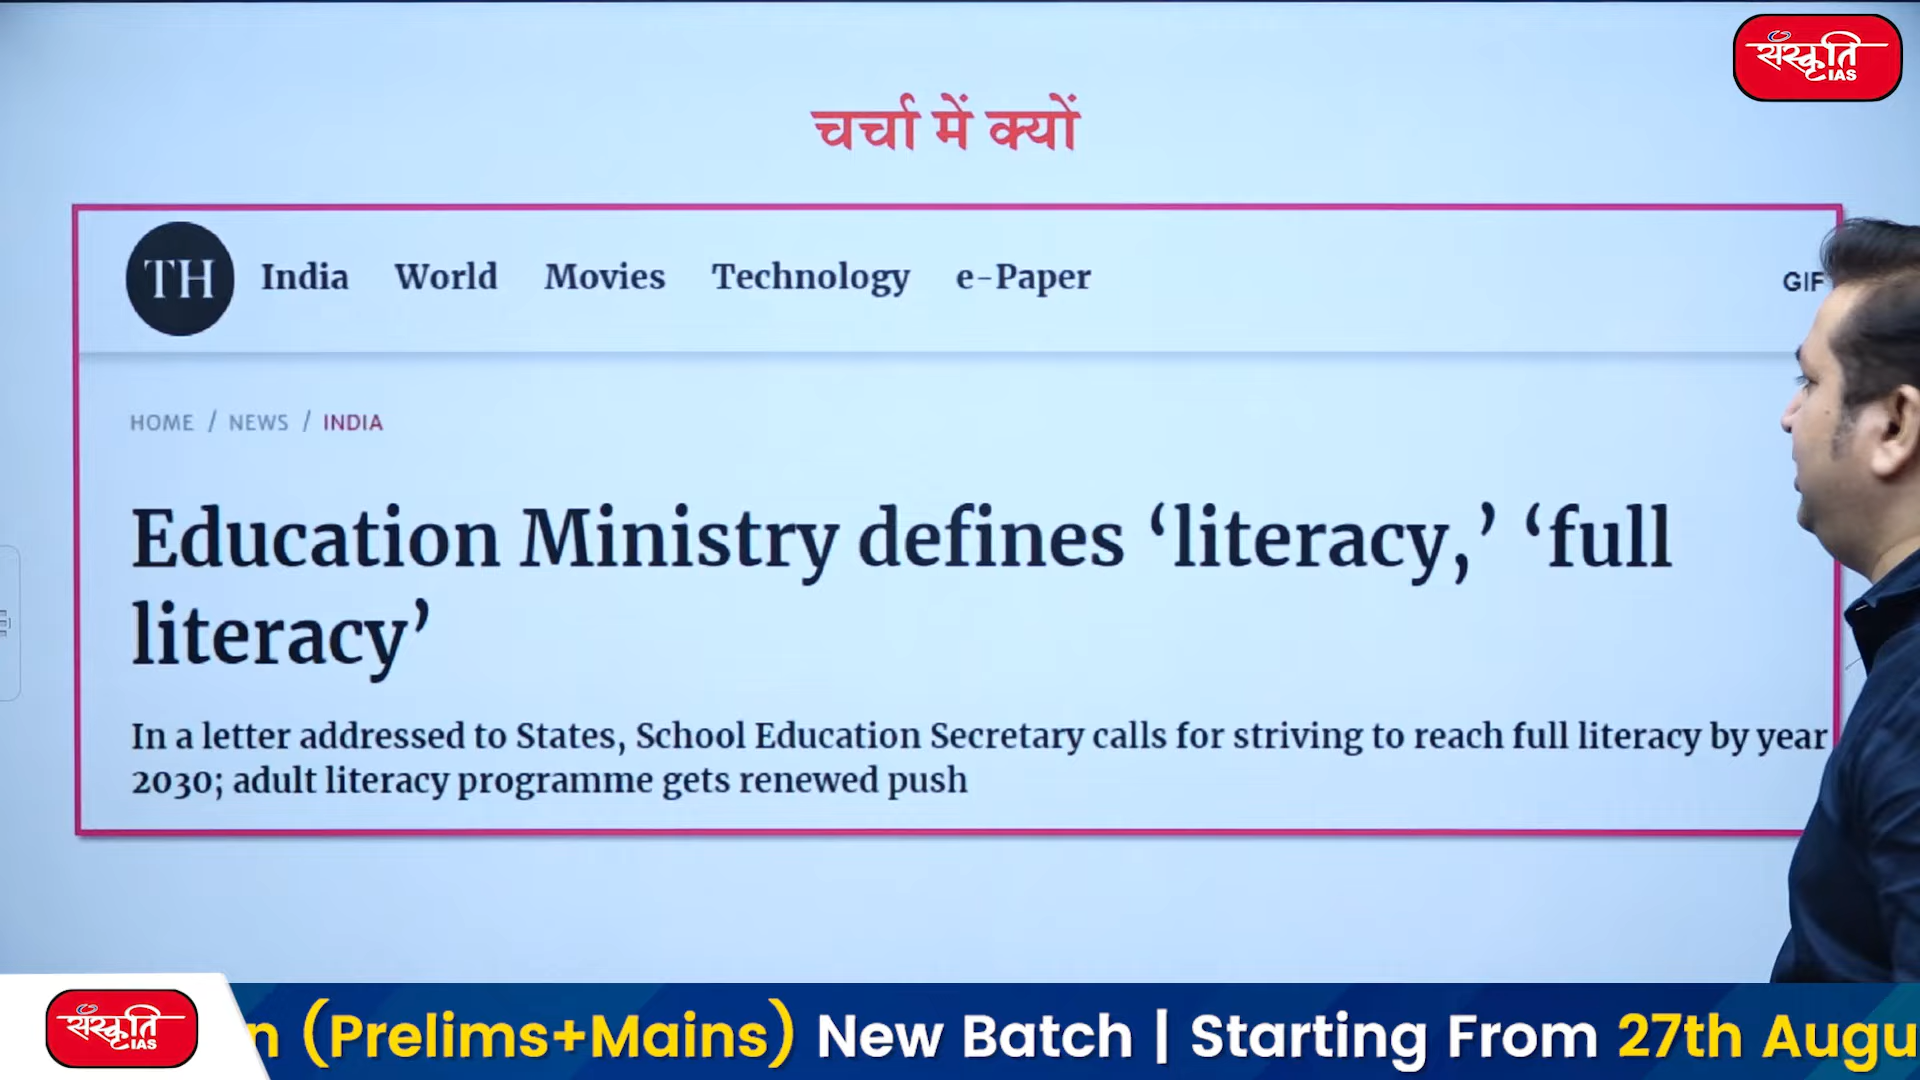 संस्कृति
IAS
चर्चा में क्यों
TH India World Movies Technology e-Paper GIF
HOME / NEWS / INDIA
Education Ministry defines ‘literacy,’ ‘full
literacy’
In a letter addressed to States, School Education Secretary calls for striving to reach full literacy by year
2030; adult literacy programme gets renewed push
संस्कृति
IAS
n (Prelims+Mains) New Batch | Starting From 27th Augu